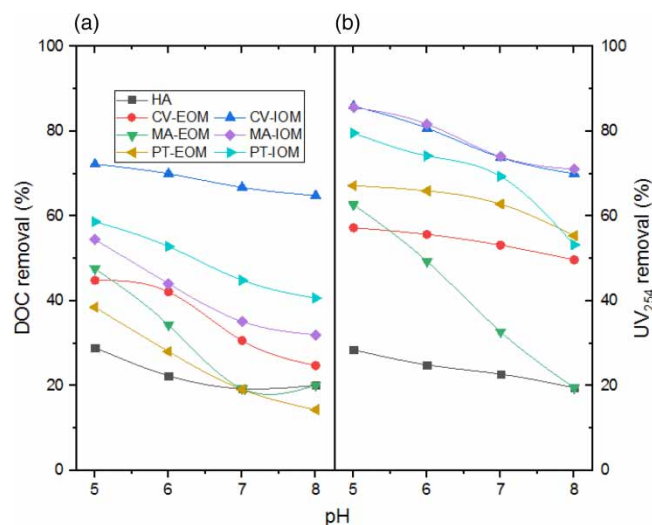 (a)
(b)
100
80
60
40
20
0
DOC removal (%)
HA
CV-EOM CV-IOM
MA-EOM MA-IOM
PT-EOM PT-IOM
100
80
60
40
20
0
UV254 removal (%)
5 6 7 8 5 6 7 8
pH